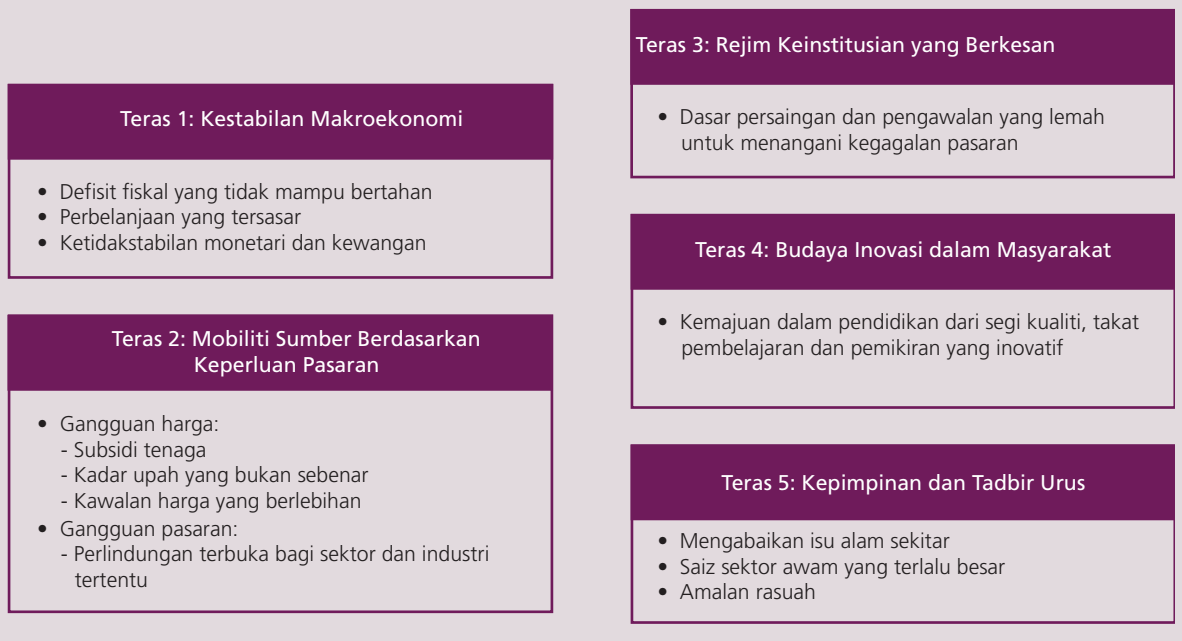 Teras 1: Kestabilan Makroekonomi
• Defisit fiskal yang tidak mampu bertahan
• Perbelanjaan yang tersasar
• Ketidakstabilan monetari dan kewangan
Teras 2: Mobiliti Sumber Berdasarkan
Keperluan Pasaran
• Gangguan harga:
- Subsidi tenaga
- Kadar upah yang bukan sebenar
- Kawalan harga yang berlebihan
• Gangguan pasaran:
- Perlindungan terbuka bagi sektor dan industri
tertentu
Teras 3: Rejim Keinstitusian yang Berkesan
• Dasar persaingan dan pengawalan yang lemah
untuk menangani kegagalan pasaran
Teras 4: Budaya Inovasi dalam Masyarakat
• Kemajuan dalam pendidikan dari segi kualiti, takat
pembelajaran dan pemikiran yang inovatif
Teras 5: Kepimpinan dan Tadbir Urus
• Mengabaikan isu alam sekitar
• Saiz sektor awam yang terlalu besar
• Amalan rasuah